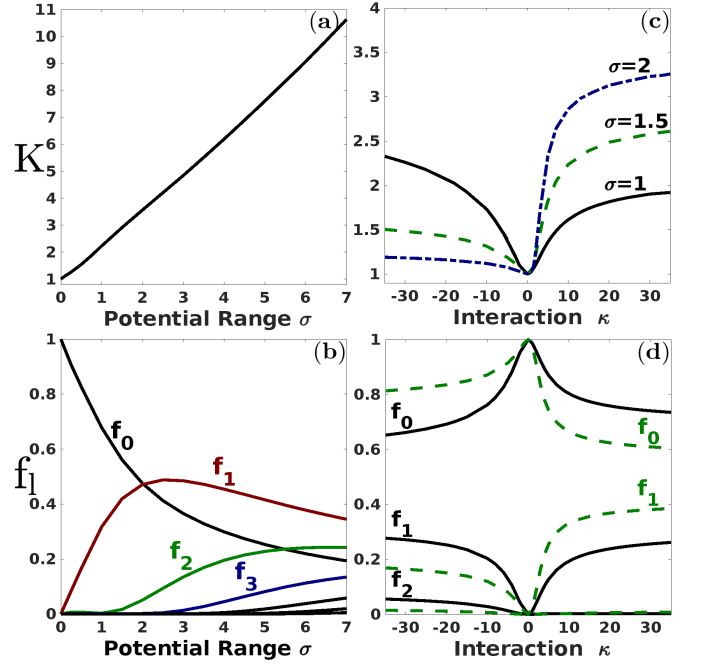 (a)
11
10
9
8
7
6
5
4
3
2
1
K
0 1 2 3 4 5 6 7
Potential Range σ
(c)
4
3.5
3
2.5
2
1.5
1
σ=2
σ=1.5
σ=1
-30 -20 -10 0 10 20 30
Interaction κ
(b)
1
0.8
0.6
0.4
0.2
0
f_l
f_0
f_1
f_2
f_3
0 1 2 3 4 5 6 7
Potential Range σ
(d)
1
0.8
0.6
0.4
0.2
0
f_0
f_0
f_1
f_1
f_2
-30 -20 -10 0 10 20 30
Interaction κ